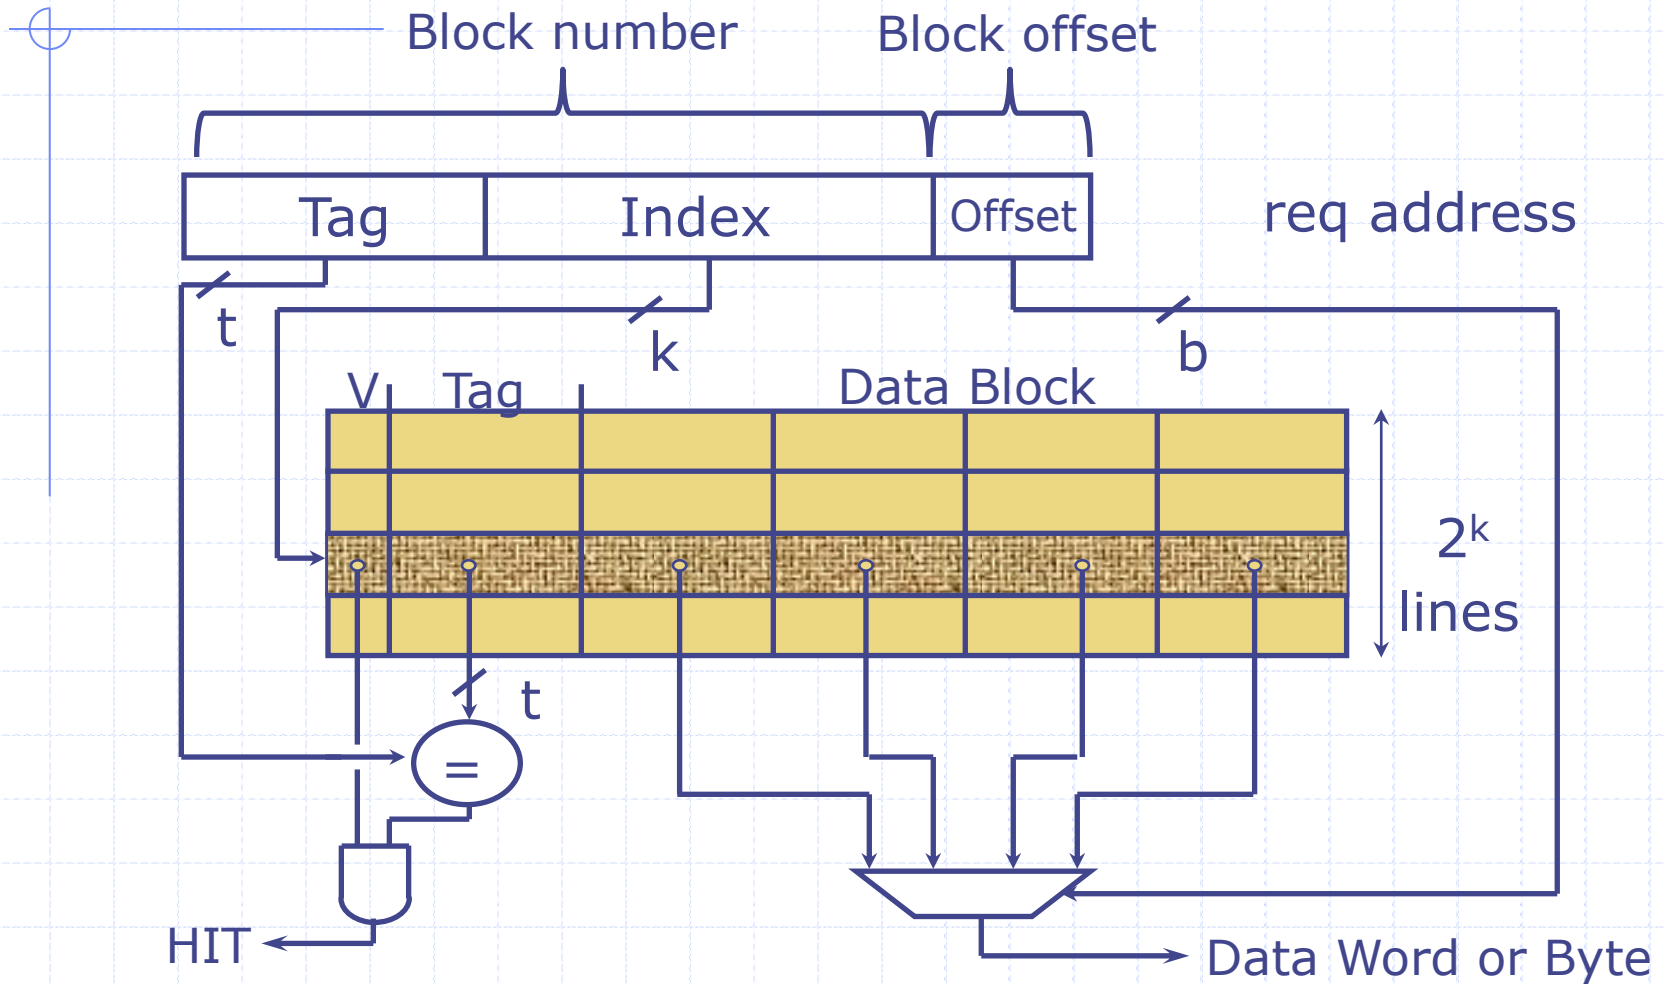 Block number
Block offset
Tag
Index
Offset
req address
t
k
b
V
Tag
Data Block
2ᵏ
lines
t
=
HIT
Data Word or Byte